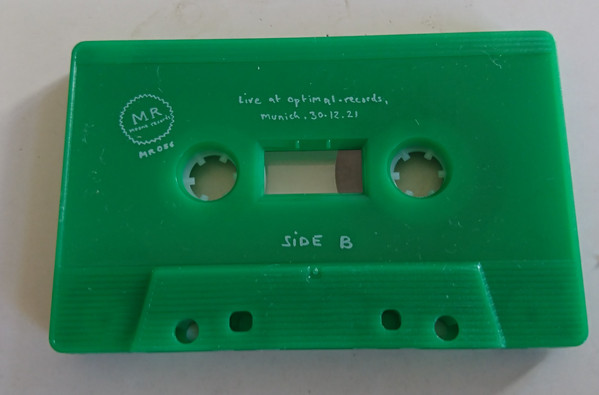 MR
MR056
Live at optimal-records,
munich, 30.12.21
SIDE B